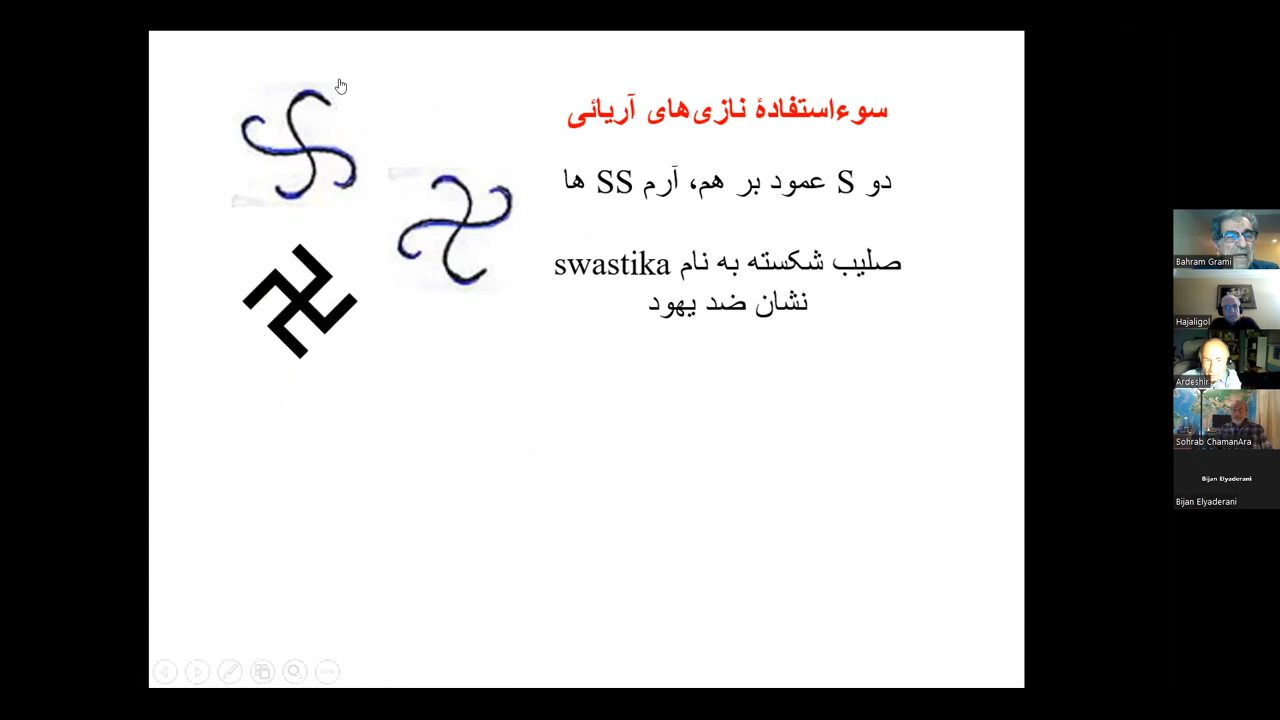 سوءاستفادهٔ نازی‌های آریائی
دو S عمود بر هم، آرم SS ها
صلیب شکسته به نام swastika
نشان ضد یهود
Bahram Grami
Hajaligol
Ardeshir
Sohrab ChamanAra
Bijan Elyaderani
Bijan Elyaderani